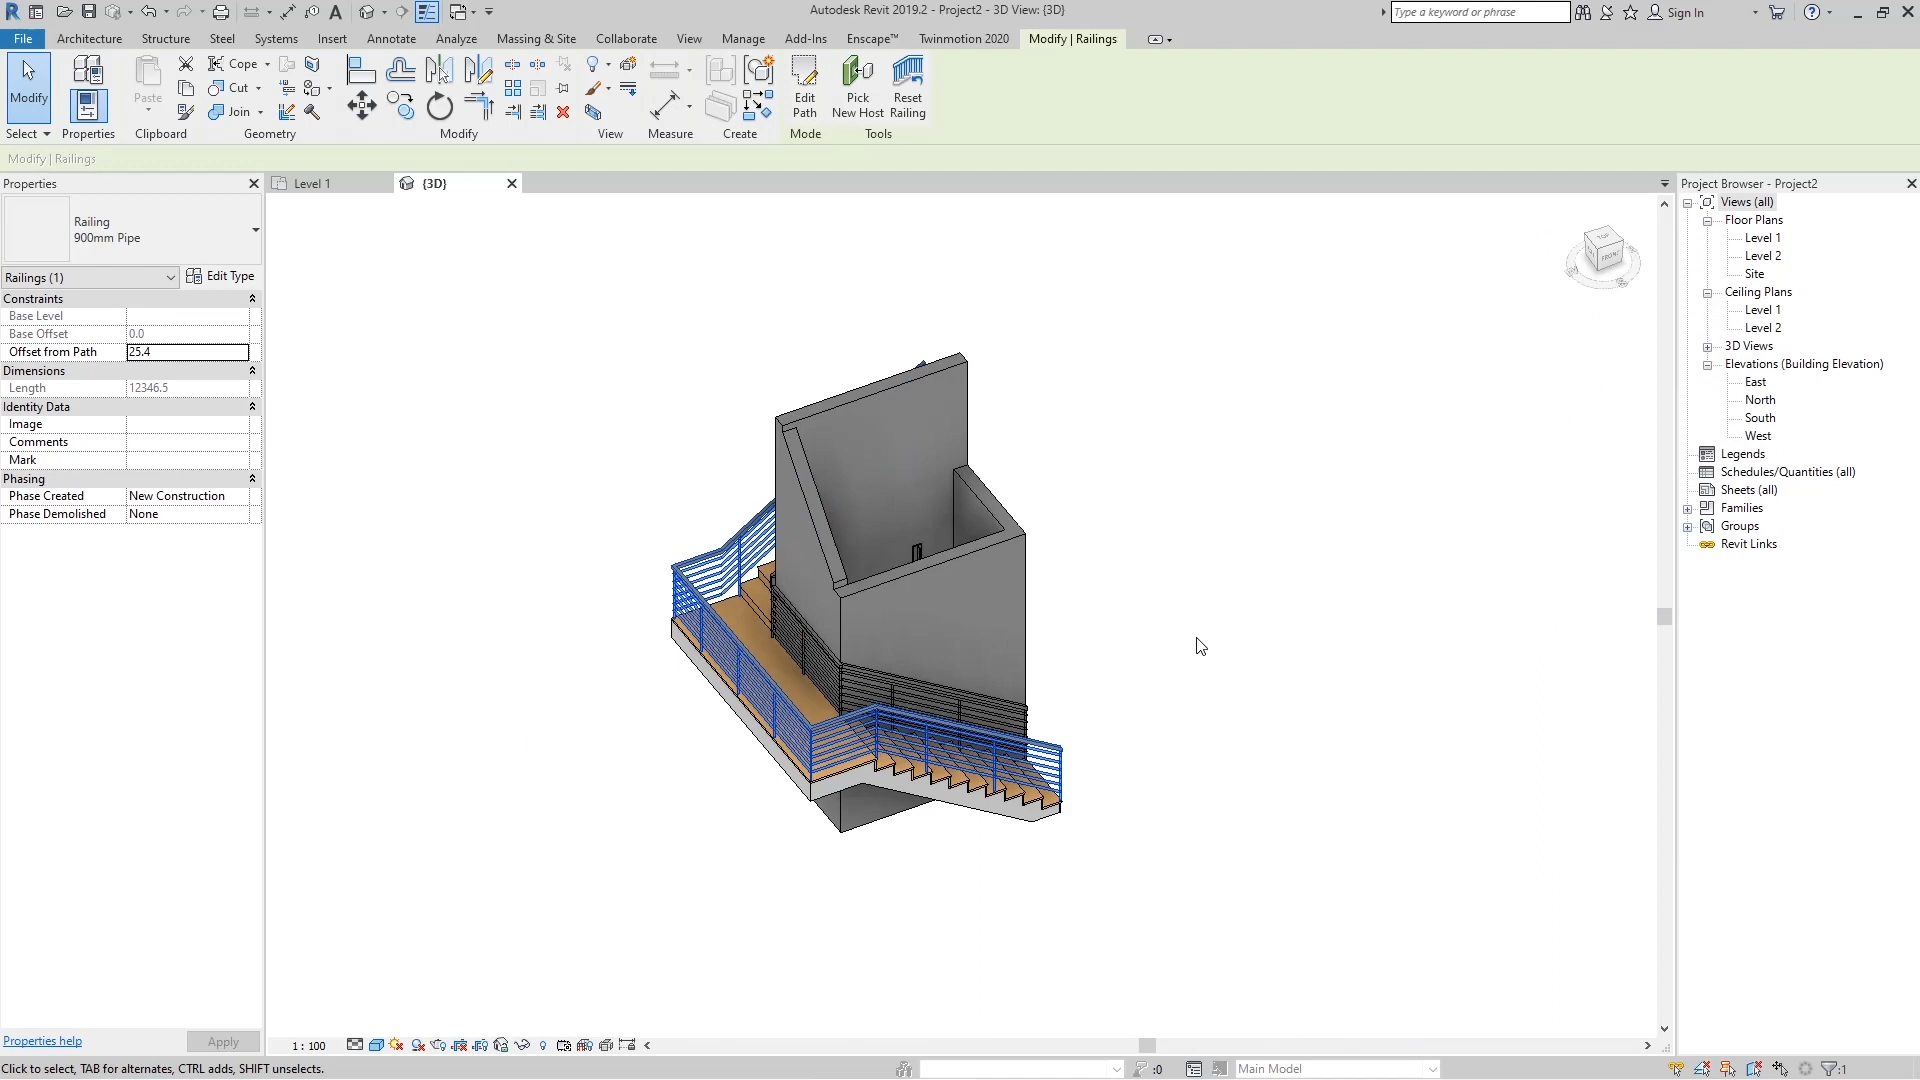 Autodesk Revit 2019.2 - Project2 - 3D View: {3D}
Type a keyword or phrase
Sign In
File Architecture Structure Steel Systems Insert Annotate Analyze Massing & Site Collaborate View Manage Add-Ins Enscape™ Twinmotion 2020 Modify | Railings
Modify
Paste
Cope
Cut
Join
Edit Path
Pick New Host
Reset Railing
Select Properties Clipboard Geometry Modify View Measure Create Mode Tools
Modify | Railings
Properties
Railing
900mm Pipe
Railings (1) Edit Type
Constraints
Base Level
Base Offset 0.0
Offset from Path 25.4
Dimensions
Length 12346.5
Identity Data
Image
Comments
Mark
Phasing
Phase Created New Construction
Phase Demolished None
Properties help Apply
Level 1 {3D}
TOP
FRONT
1 : 100
Project Browser - Project2
Views (all)
Floor Plans
Level 1
Level 2
Site
Ceiling Plans
Level 1
Level 2
3D Views
Elevations (Building Elevation)
East
North
South
West
Legends
Schedules/Quantities (all)
Sheets (all)
Families
Groups
Revit Links
Click to select, TAB for alternates, CTRL adds, SHIFT unselects.
:0
Main Model
:1